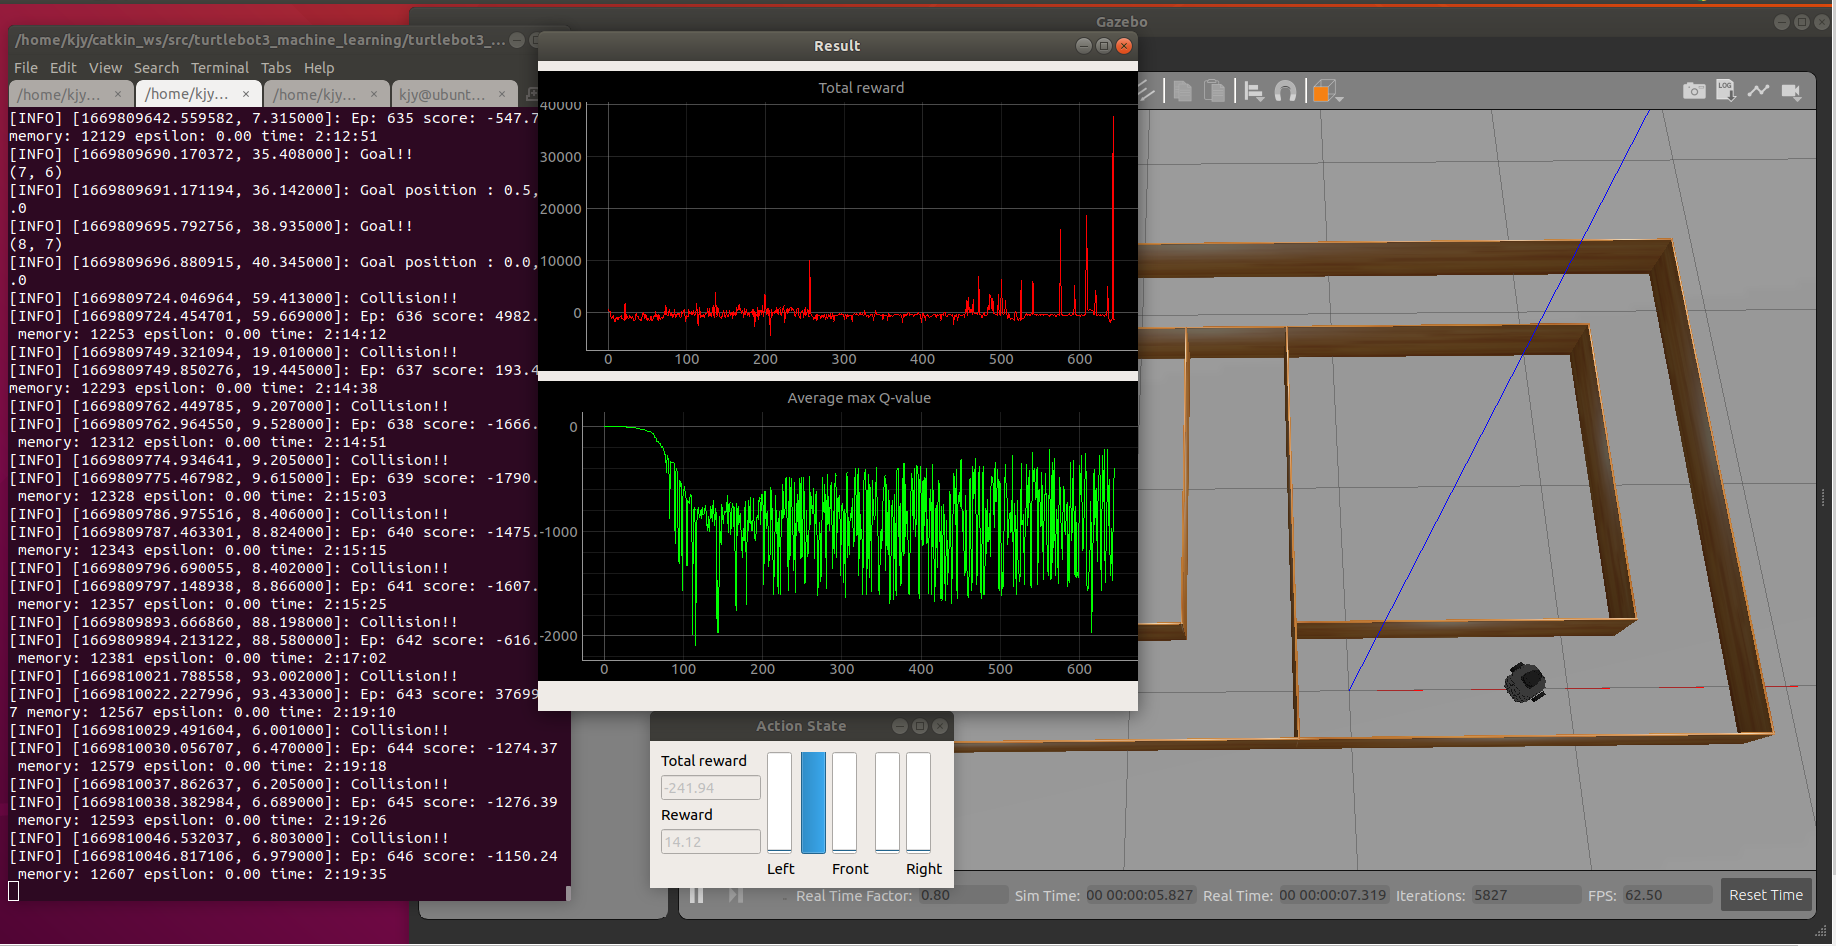 Gazebo
/home/kjy/catkin_ws/src/turtlebot3_machine_learning/turtlebot3_...
File Edit View Search Terminal Tabs Help
/home/kjy... × /home/kjy... × /home/kjy... × kjy@ubunt... ×
[INFO] [1669809642.559582, 7.315000]: Ep: 635 score: -547.7
memory: 12129 epsilon: 0.00 time: 2:12:51
[INFO] [1669809690.170372, 35.408000]: Goal!!
(7, 6)
[INFO] [1669809691.171194, 36.142000]: Goal position : 0.5,
.0
[INFO] [1669809695.792756, 38.935000]: Goal!!
(8, 7)
[INFO] [1669809696.880915, 40.345000]: Goal position : 0.0,
.0
[INFO] [1669809724.046964, 59.413000]: Collision!!
[INFO] [1669809724.454701, 59.669000]: Ep: 636 score: 4982.
memory: 12253 epsilon: 0.00 time: 2:14:12
[INFO] [1669809749.321094, 19.010000]: Collision!!
[INFO] [1669809749.850276, 19.445000]: Ep: 637 score: 193.4
memory: 12293 epsilon: 0.00 time: 2:14:38
[INFO] [1669809762.449785, 9.207000]: Collision!!
[INFO] [1669809762.964550, 9.528000]: Ep: 638 score: -1666.
memory: 12312 epsilon: 0.00 time: 2:14:51
[INFO] [1669809774.934641, 9.205000]: Collision!!
[INFO] [1669809775.467982, 9.615000]: Ep: 639 score: -1790.
memory: 12328 epsilon: 0.00 time: 2:15:03
[INFO] [1669809786.975516, 8.406000]: Collision!!
[INFO] [1669809787.463301, 8.824000]: Ep: 640 score: -1475.
memory: 12343 epsilon: 0.00 time: 2:15:15
[INFO] [1669809796.690055, 8.402000]: Collision!!
[INFO] [1669809797.148938, 8.866000]: Ep: 641 score: -1607.
memory: 12357 epsilon: 0.00 time: 2:15:25
[INFO] [1669809893.666860, 88.198000]: Collision!!
[INFO] [1669809894.213122, 88.580000]: Ep: 642 score: -616.
memory: 12381 epsilon: 0.00 time: 2:17:02
[INFO] [1669810021.788558, 93.002000]: Collision!!
[INFO] [1669810022.227996, 93.433000]: Ep: 643 score: 37699
7 memory: 12567 epsilon: 0.00 time: 2:19:10
[INFO] [1669810029.491604, 6.001000]: Collision!!
[INFO] [1669810030.056707, 6.470000]: Ep: 644 score: -1274.37
memory: 12579 epsilon: 0.00 time: 2:19:18
[INFO] [1669810037.862637, 6.205000]: Collision!!
[INFO] [1669810038.382984, 6.689000]: Ep: 645 score: -1276.39
memory: 12593 epsilon: 0.00 time: 2:19:26
[INFO] [1669810046.532037, 6.803000]: Collision!!
[INFO] [1669810046.817106, 6.979000]: Ep: 646 score: -1150.24
memory: 12607 epsilon: 0.00 time: 2:19:35
Result
Total reward
40000
30000
20000
10000
0
0 100 200 300 400 500 600
Average max Q-value
0
-1000
-2000
0 100 200 300 400 500 600
Action State
Total reward
-241.94
Reward
14.12
Left Front Right
LOG
Real Time Factor: 0.80 Sim Time: 00 00:00:05.827 Real Time: 00 00:00:07.319 Iterations: 5827 FPS: 62.50 Reset Time